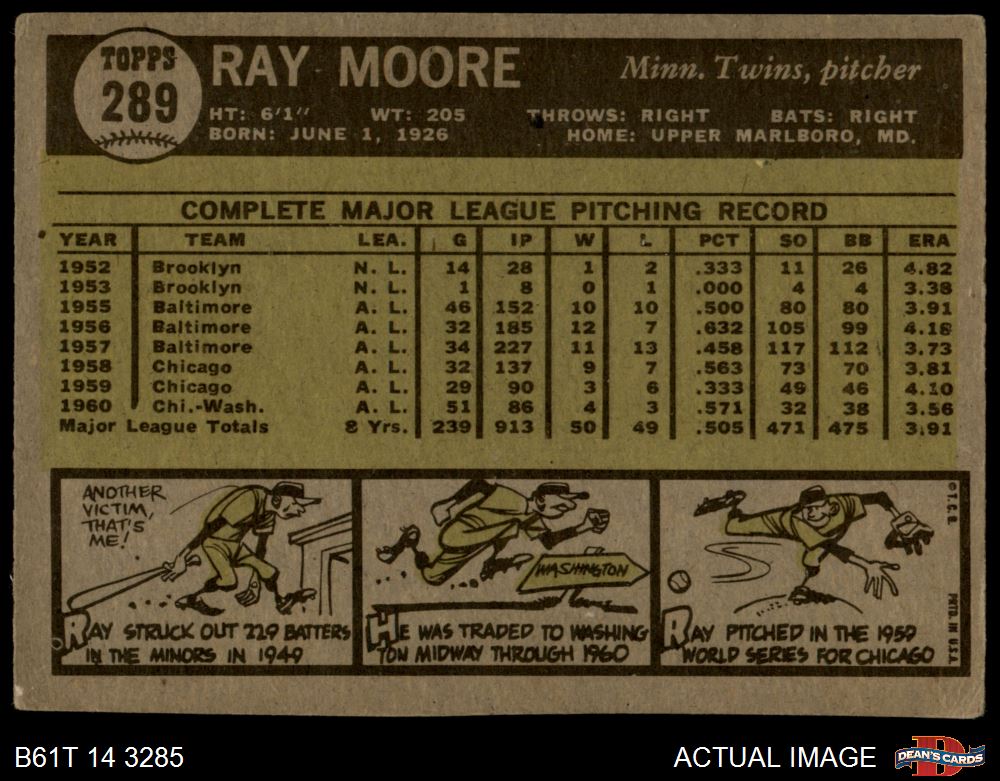 TOPPS
289
RAY MOORE
Minn. Twins, pitcher
HT: 6'1" WT: 205 THROWS: RIGHT BATS: RIGHT
BORN: JUNE 1, 1926 HOME: UPPER MARLBORO, MD.
COMPLETE MAJOR LEAGUE PITCHING RECORD
YEAR TEAM LEA. G IP W L PCT SO BB ERA
1952 Brooklyn N. L. 14 28 1 2 .333 11 26 4.82
1953 Brooklyn N. L. 1 8 0 1 .000 4 4 3.38
1955 Baltimore A. L. 46 152 10 10 .500 80 80 3.91
1956 Baltimore A. L. 32 185 12 7 .632 105 99 4.18
1957 Baltimore A. L. 34 227 11 13 .458 117 112 3.73
1958 Chicago A. L. 32 137 9 7 .563 73 70 3.81
1959 Chicago A. L. 29 90 3 6 .333 49 46 4.10
1960 Chi.-Wash. A. L. 51 86 4 3 .571 32 38 3.56
Major League Totals 8 Yrs. 239 913 50 49 .505 471 475 3.91
ANOTHER
VICTIM,
THAT'S
ME!
RAY STRUCK OUT 229 BATTERS
IN THE MINORS IN 1949
WASHINGTON
HE WAS TRADED TO WASHING
TON MIDWAY THROUGH 1960
RAY PITCHED IN THE 1959
WORLD SERIES FOR CHICAGO
© T. C. G.
PRTD. IN U.S.A.
B61T 14 3285
ACTUAL IMAGE
DEAN'S CARDS